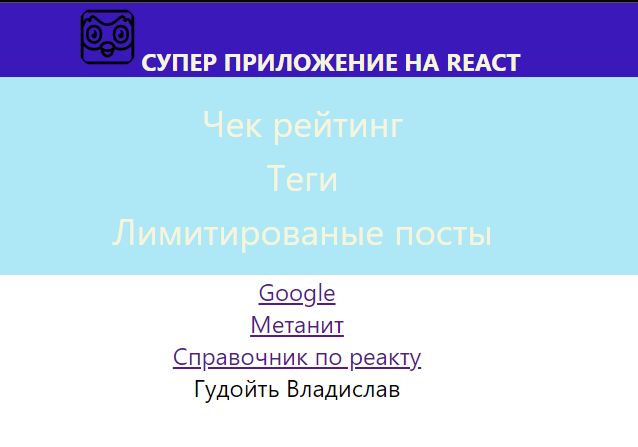 СУПЕР ПРИЛОЖЕНИЕ НА REACT
Чек рейтинг
Теги
Лимитированые посты
Google
Метанит
Справочник по реакту
Гудойть Владислав